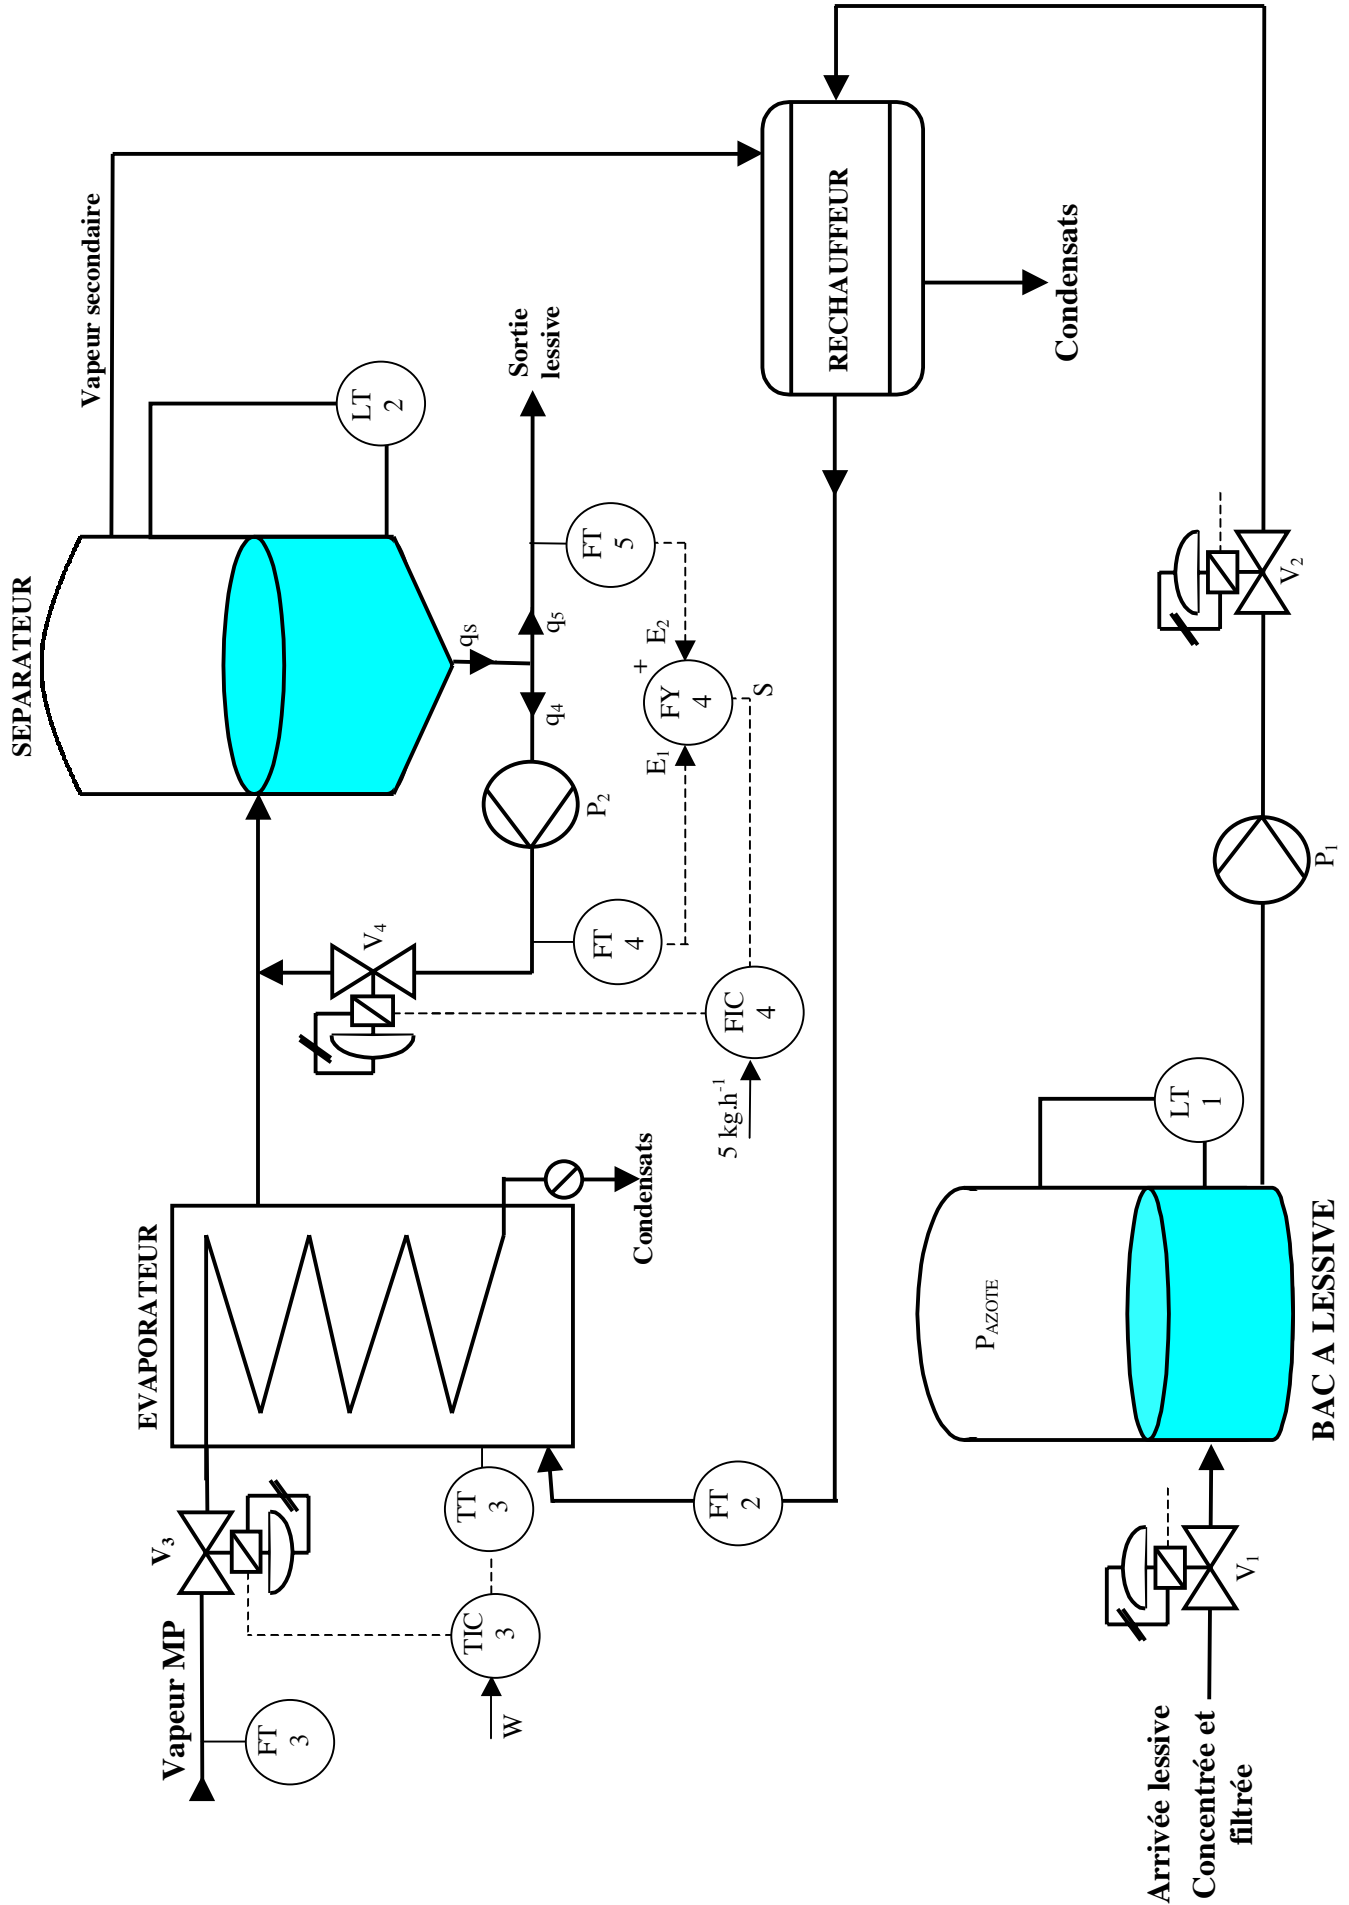 SEPARATEUR
Vapeur secondaire
LT
2
Sortie
lessive
FT
5
qS
q5
q4
+
E2
FY
4
E1
S
P2
V4
FT
4
FIC
4
5 kg.h-1
EVAPORATEUR
Condensats
V3
Vapeur MP
FT
3
TT
3
TIC
3
W
FT
2
RECHAUFFEUR
Condensats
V2
P1
LT
1
PAZOTE
BAC A LESSIVE
V1
Arrivée lessive
Concentrée et
filtrée